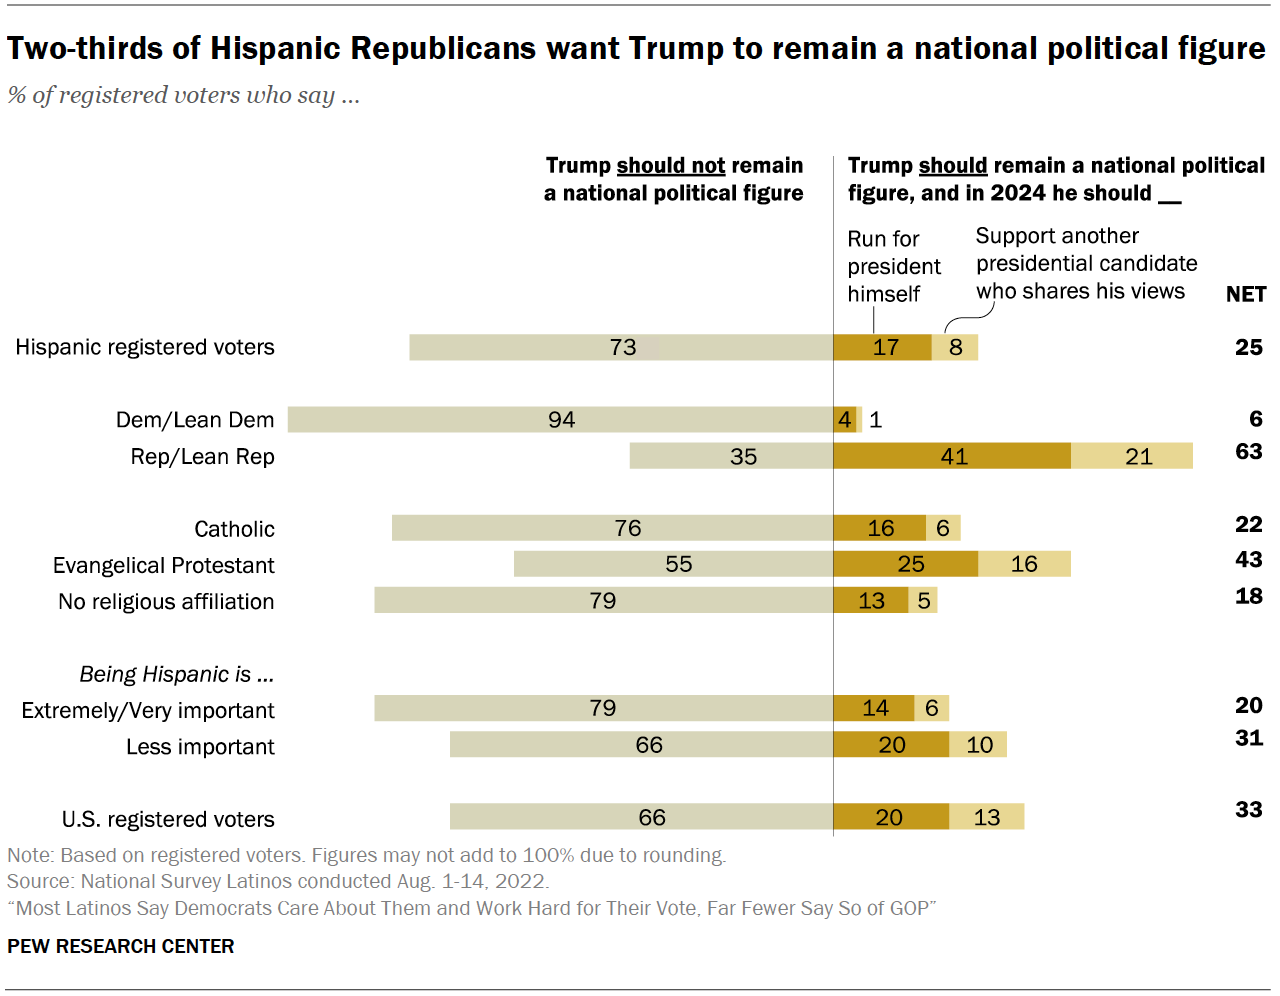 Two-thirds of Hispanic Republicans want Trump to remain a national political figure
% of registered voters who say ...
Trump should not remain
a national political figure
Trump should remain a national political
figure, and in 2024 he should __
Run for
president
himself
Support another
presidential candidate
who shares his views
NET
Hispanic registered voters 73 17 8 25
Dem/Lean Dem 94 4 1 6
Rep/Lean Rep 35 41 21 63
Catholic 76 16 6 22
Evangelical Protestant 55 25 16 43
No religious affiliation 79 13 5 18
Being Hispanic is ...
Extremely/Very important 79 14 6 20
Less important 66 20 10 31
U.S. registered voters 66 20 13 33
Note: Based on registered voters. Figures may not add to 100% due to rounding.
Source: National Survey Latinos conducted Aug. 1-14, 2022.
“Most Latinos Say Democrats Care About Them and Work Hard for Their Vote, Far Fewer Say So of GOP”
PEW RESEARCH CENTER